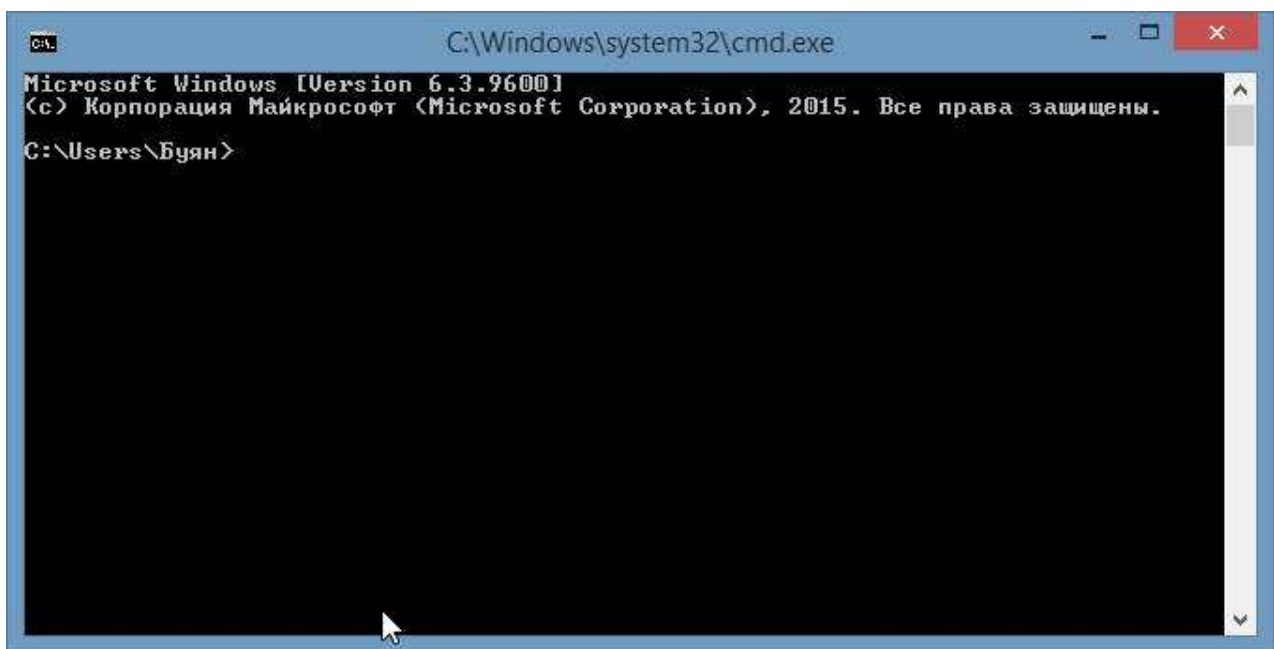 C:\Windows\system32\cmd.exe
Microsoft Windows [Version 6.3.9600]
(c) Корпорация Майкрософт (Microsoft Corporation), 2015. Все права защищены.
C:\Users\Буян>